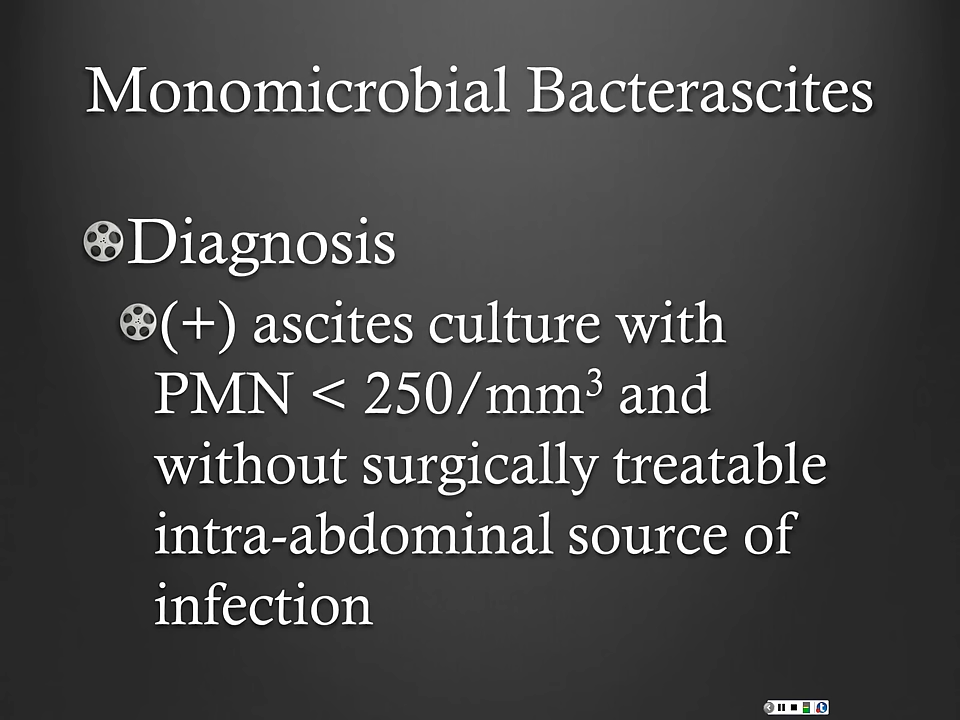 Monomicrobial Bacterascites
Diagnosis
(+) ascites culture with
PMN < 250/mm³ and
without surgically treatable
intra-abdominal source of
infection